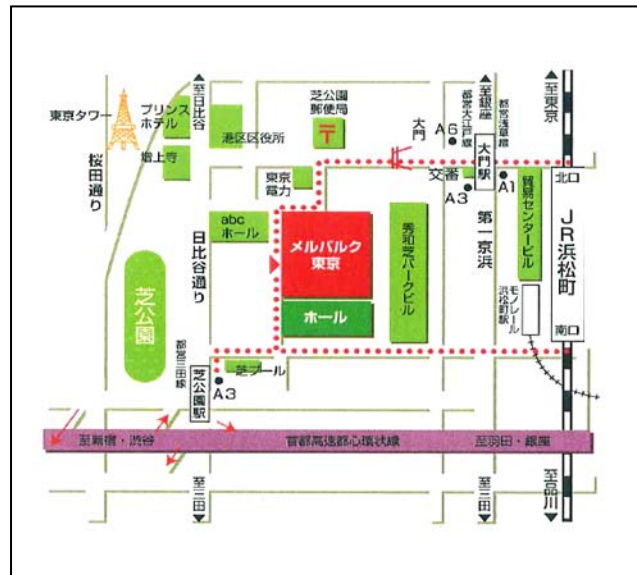 至日比谷
至銀座
都営大江戸線
都営浅草線
至東京
東京タワー
プリンス
ホテル
芝公園
郵便局
〒
港区区役所
大門
A6
大門駅
桜田通り
増上寺
東京
電力
交番
A3
A1
北口
abc
ホール
メルパルク
東京
秀和芝パークビル
第一京浜
貿易センタービル
JR浜松町
日比谷通り
芝公園
ホール
モノレール
浜松町駅
南口
都営三田線
芝公園駅
芝プール
A3
至新宿・渋谷
首都高速都心環状線
至羽田・銀座
至三田
至三田
至品川